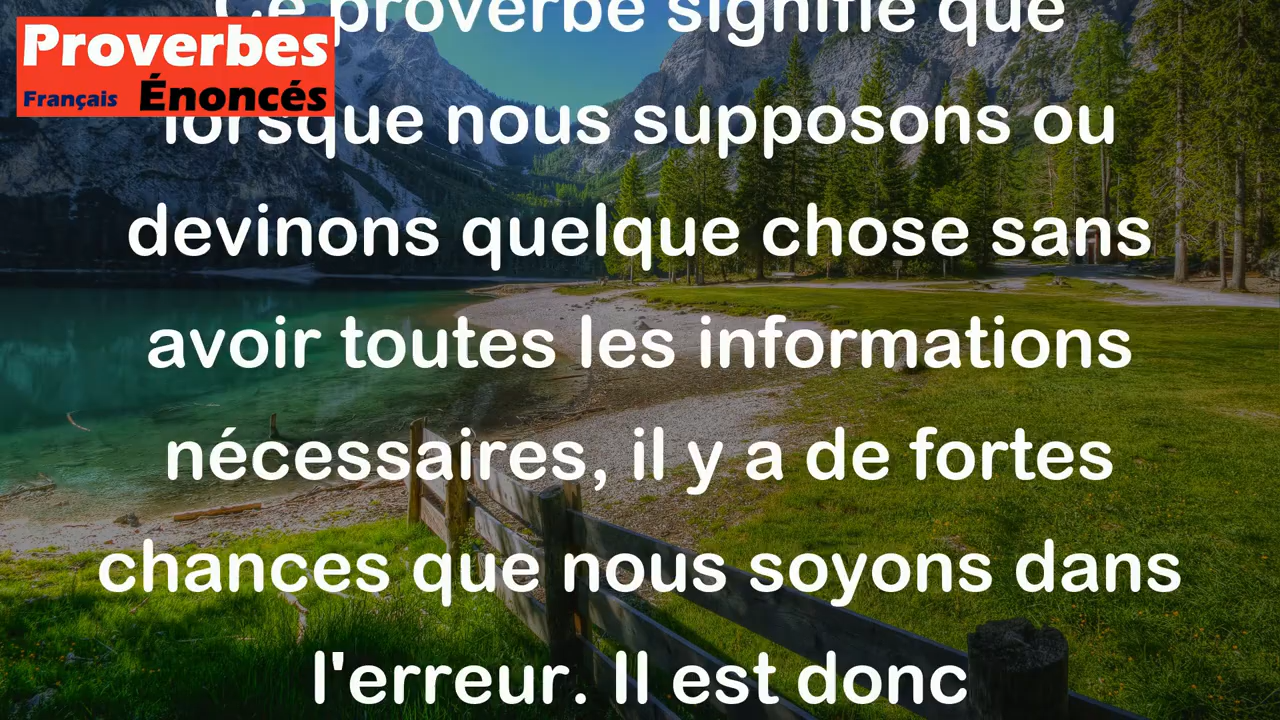 Ce proverbe signifie que
Proverbes
Français Énoncés
lorsque nous supposons ou
devinons quelque chose sans
avoir toutes les informations
nécessaires, il y a de fortes
chances que nous soyons dans
l'erreur. Il est donc